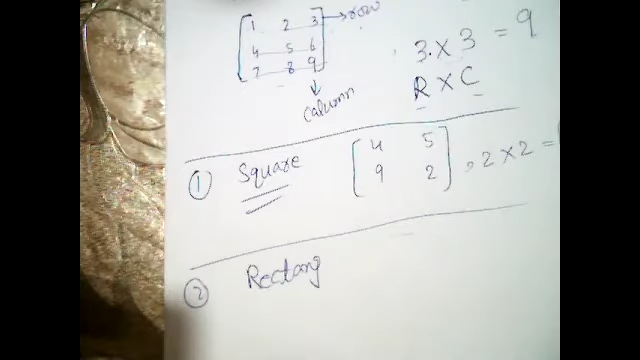 1 2 3 → row
4 5 6
7 8 9
column
3 × 3 = 9
R × C
① Square [4 5
9 2], 2 × 2 =
② Rectang